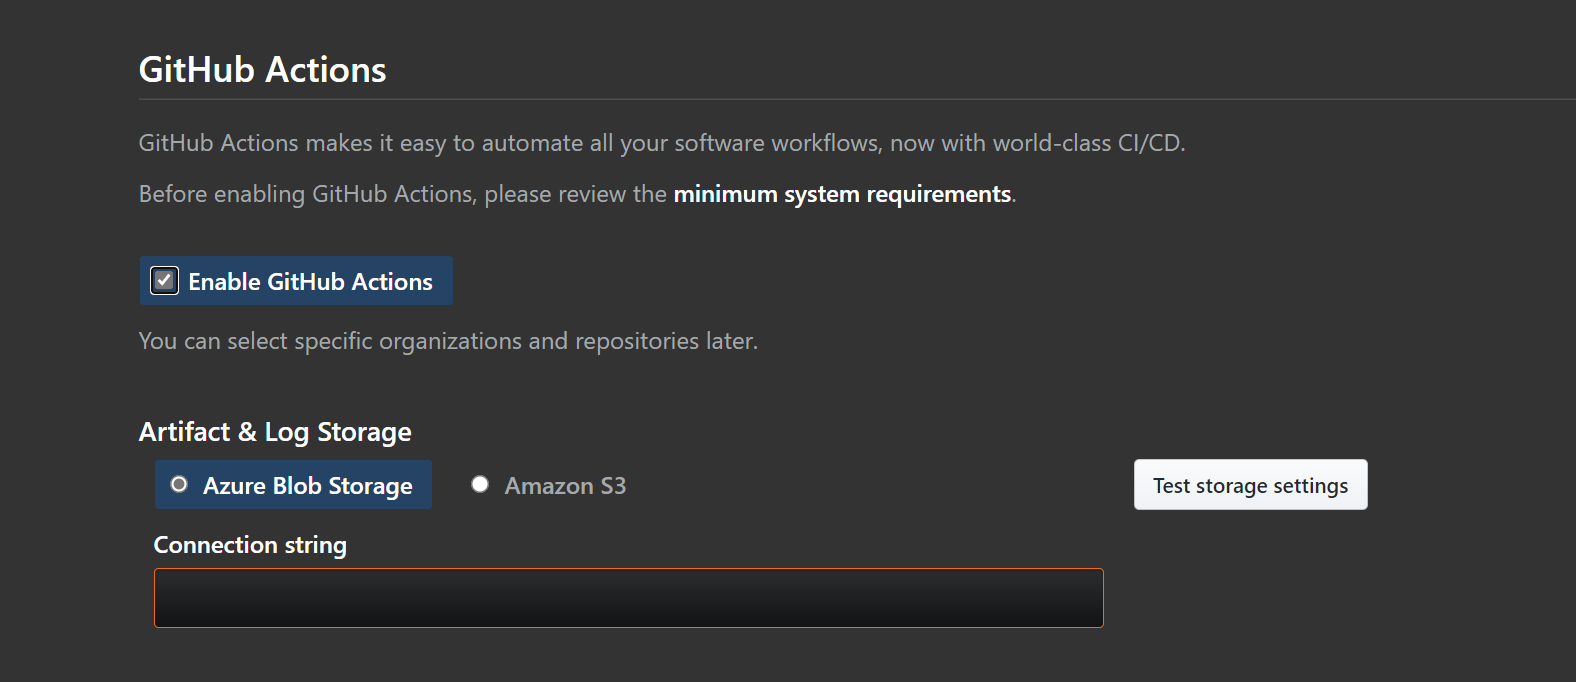 GitHub Actions
GitHub Actions makes it easy to automate all your software workflows, now with world-class CI/CD.
Before enabling GitHub Actions, please review the minimum system requirements.
Enable GitHub Actions
You can select specific organizations and repositories later.
Artifact & Log Storage
Azure Blob Storage Amazon S3 Test storage settings
Connection string